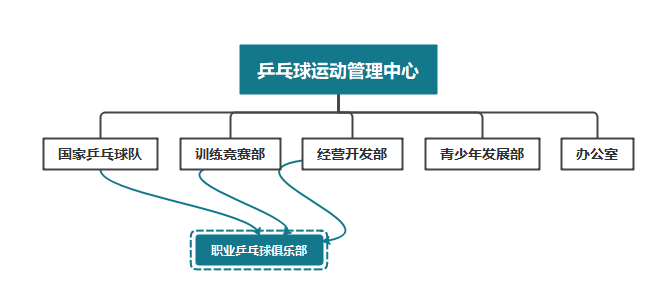 乒乓球运动管理中心
国家乒乓球队
训练竞赛部
经营开发部
青少年发展部
办公室
职业乒乓球俱乐部